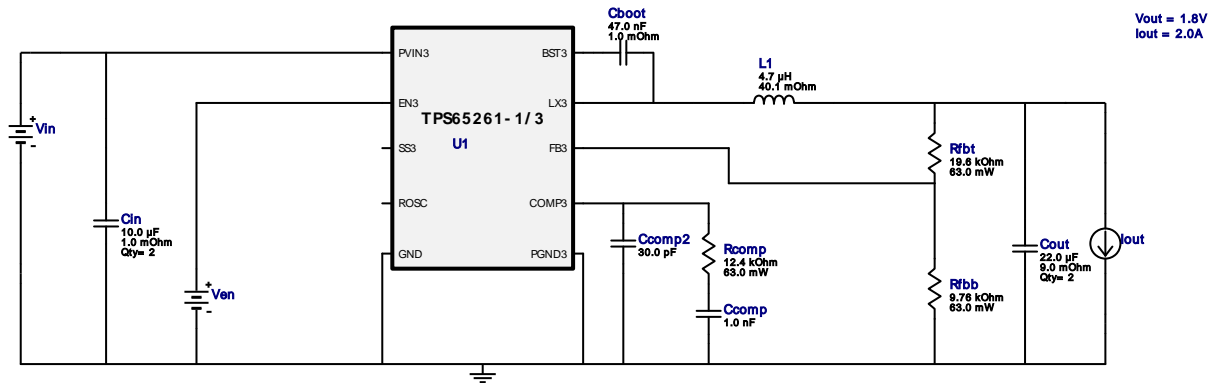 Vout = 1.8V
Iout = 2.0A
Cboot
47.0 nF
1.0 mOhm
PVIN3
BST3
L1
4.7 µH
40.1 mOhm
EN3
LX3
TPS65261-1/3
U1
Vin
+
-
SS3
FB3
Rfbt
19.6 kOhm
63.0 mW
ROSC
COMP3
Cin
10.0 µF
1.0 mOhm
Qty= 2
Ccomp2
30.0 pF
Rcomp
12.4 kOhm
63.0 mW
Cout
22.0 µF
9.0 mOhm
Qty= 2
Iout
GND
PGND3
Ven
+
-
Rfbb
9.76 kOhm
63.0 mW
Ccomp
1.0 nF